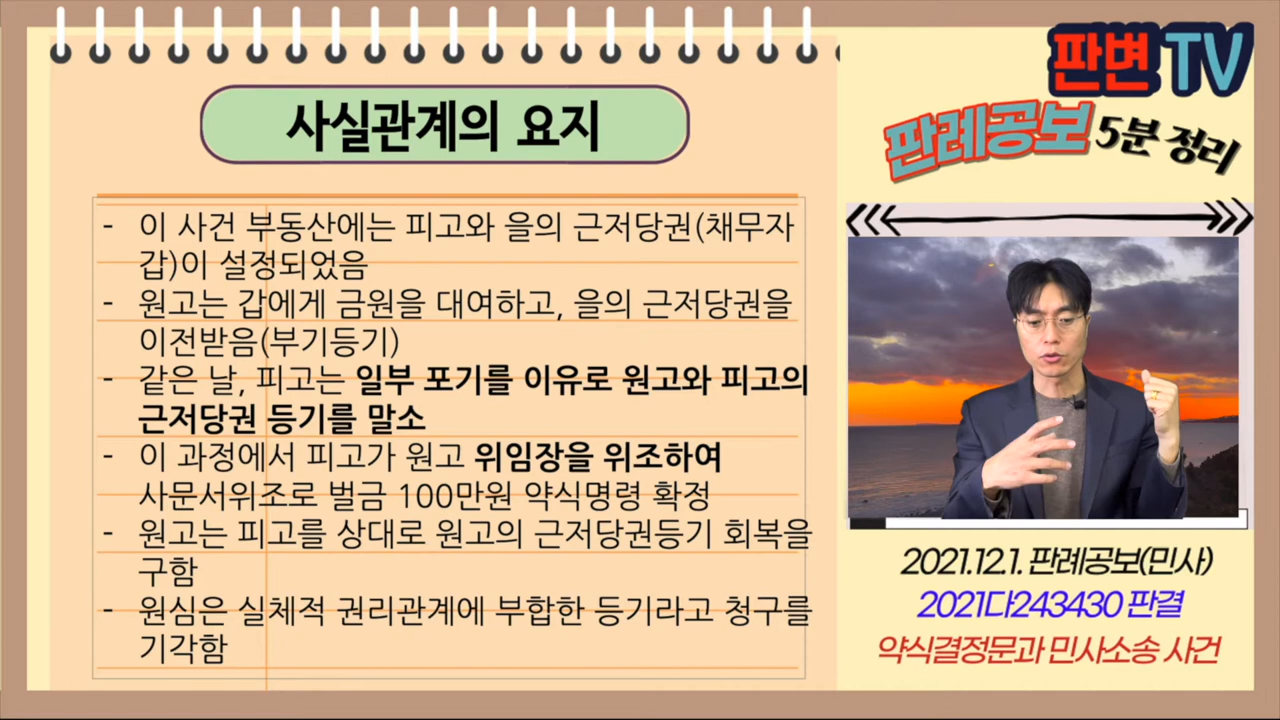 사실관계의 요지
- 이 사건 부동산에는 피고와 을의 근저당권(채무자
갑)이 설정되었음
- 원고는 갑에게 금원을 대여하고, 을의 근저당권을
이전받음(부기등기)
- 같은 날, 피고는 일부 포기를 이유로 원고와 피고의
근저당권 등기를 말소
- 이 과정에서 피고가 원고 위임장을 위조하여
사문서위조로 벌금 100만원 약식명령 확정
- 원고는 피고를 상대로 원고의 근저당권등기 회복을
구함
- 원심은 실체적 권리관계에 부합한 등기라고 청구를
기각함
판변 TV
판례공보 5분 정리
2021.12.1. 판례공보(민사)
2021다243430 판결
약식결정문과 민사소송 사건